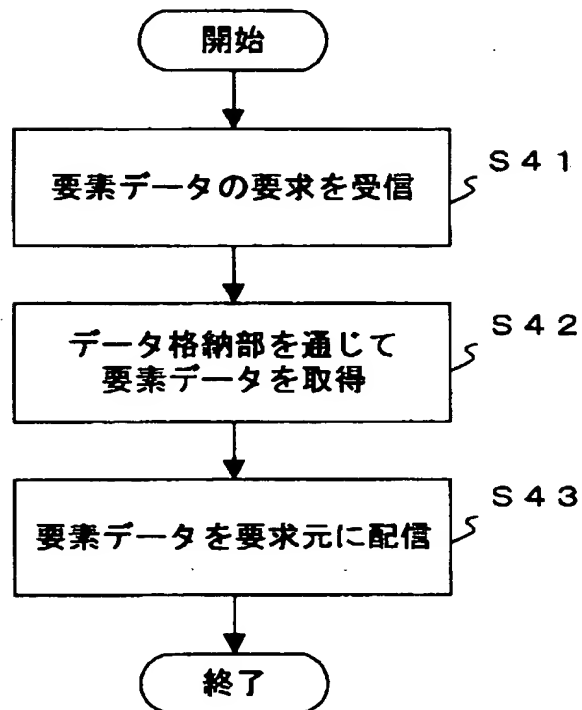 開始
要素データの要求を受信
S41
データ格納部を通じて
要素データを取得
S42
要素データを要求元に配信
S43
終了